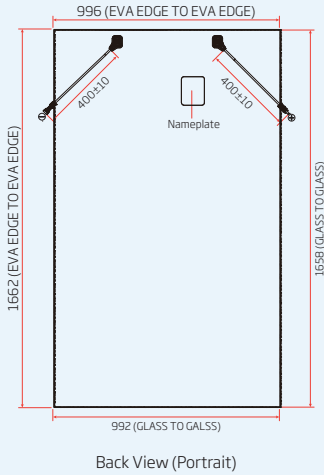 996 (EVA EDGE TO EVA EDGE)
400±10
400±10
Nameplate
1662 (EVA EDGE TO EVA EDGE)
1658 (GLASS TO GLASS)
992 (GLASS TO GALSS)
Back View (Portrait)